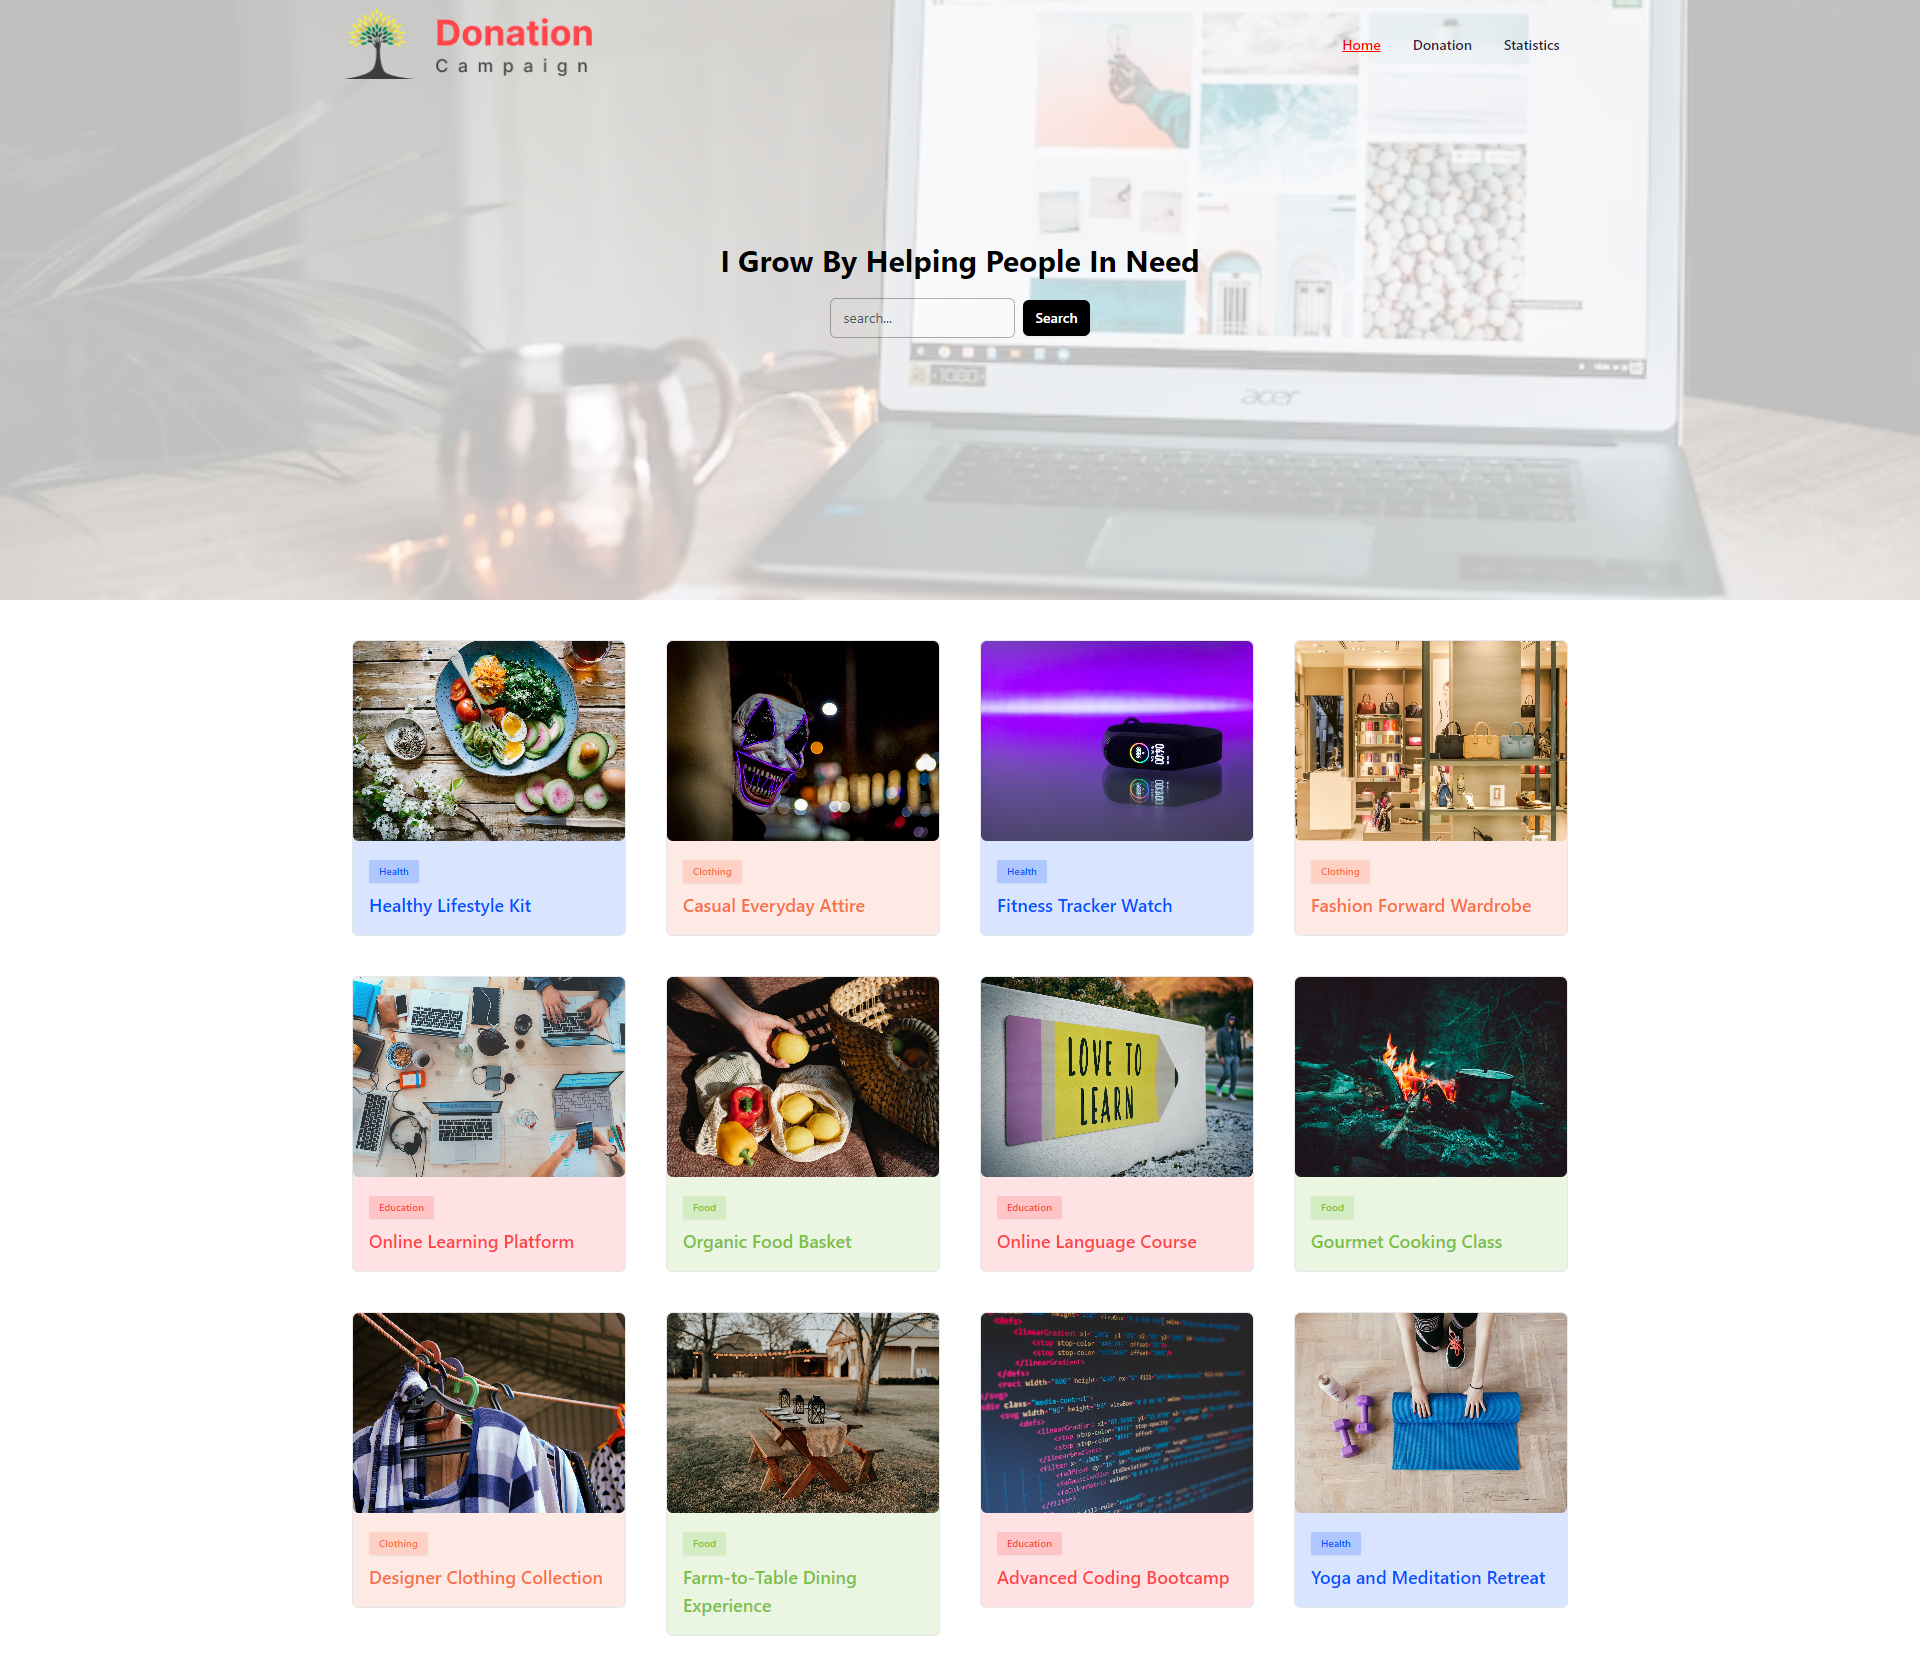 Donation
Campaign
Home
Donation
Statistics
acer
I Grow By Helping People In Need
search...
Search
Health
Healthy Lifestyle Kit
Clothing
Casual Everyday Attire
Health
Fitness Tracker Watch
Clothing
Fashion Forward Wardrobe
LOVE TO
LEARN
Education
Online Learning Platform
Food
Organic Food Basket
Education
Online Language Course
Food
Gourmet Cooking Class
Clothing
Designer Clothing Collection
Food
Farm-to-Table Dining
Experience
Education
Advanced Coding Bootcamp
Health
Yoga and Meditation Retreat